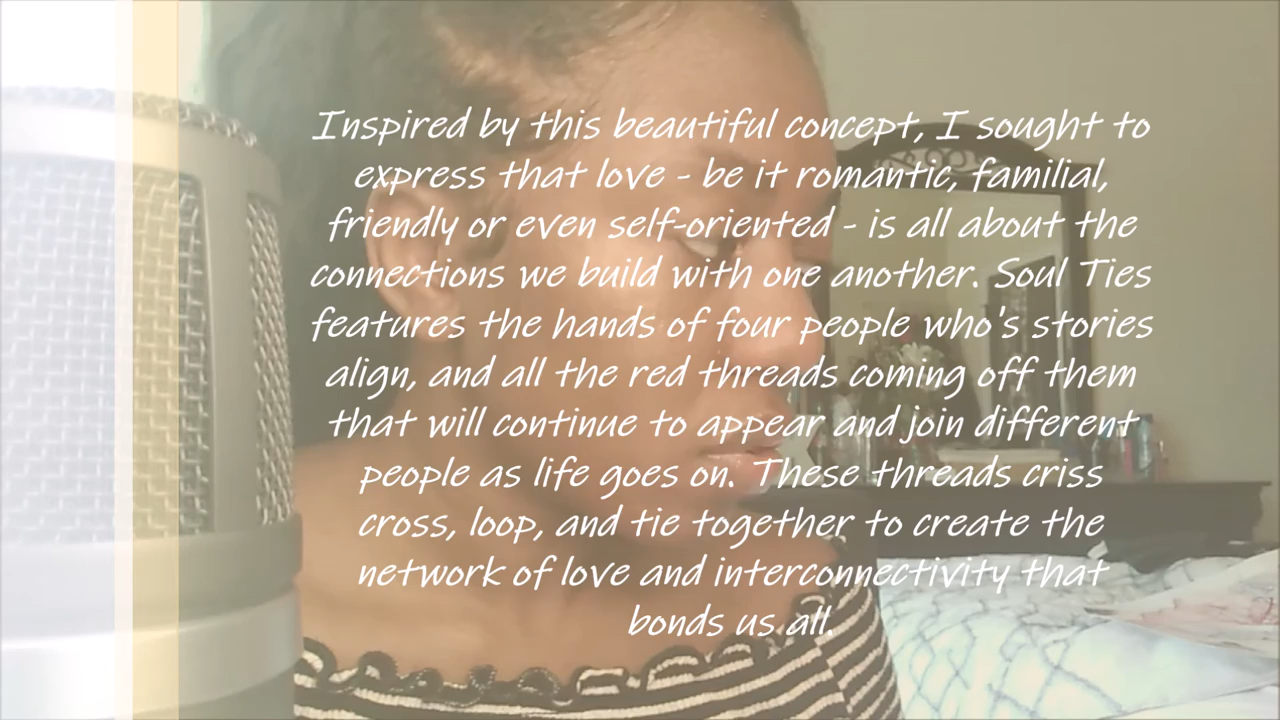 Inspired by this beautiful concept, I sought to
express that love - be it romantic, familial,
friendly or even self-oriented - is all about the
connections we build with one another. Soul Ties
features the hands of four people who's stories
align, and all the red threads coming off them
that will continue to appear and join different
people as life goes on. These threads criss
cross, loop, and tie together to create the
network of love and interconnectivity that
bonds us all.